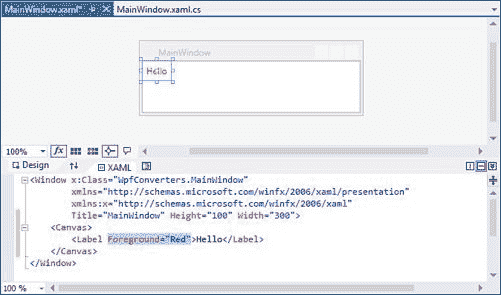 MainWindow.xaml* MainWindow.xaml.cs
MainWindow
Hello
100%
Design XAML
<Window x:Class="WpfConverters.MainWindow"
xmlns="http://schemas.microsoft.com/winfx/2006/xaml/presentation"
xmlns:x="http://schemas.microsoft.com/winfx/2006/xaml"
Title="MainWindow" Height="100" Width="300">
<Canvas>
<Label Foreground="Red">Hello</Label>
</Canvas>
</Window>
100 %